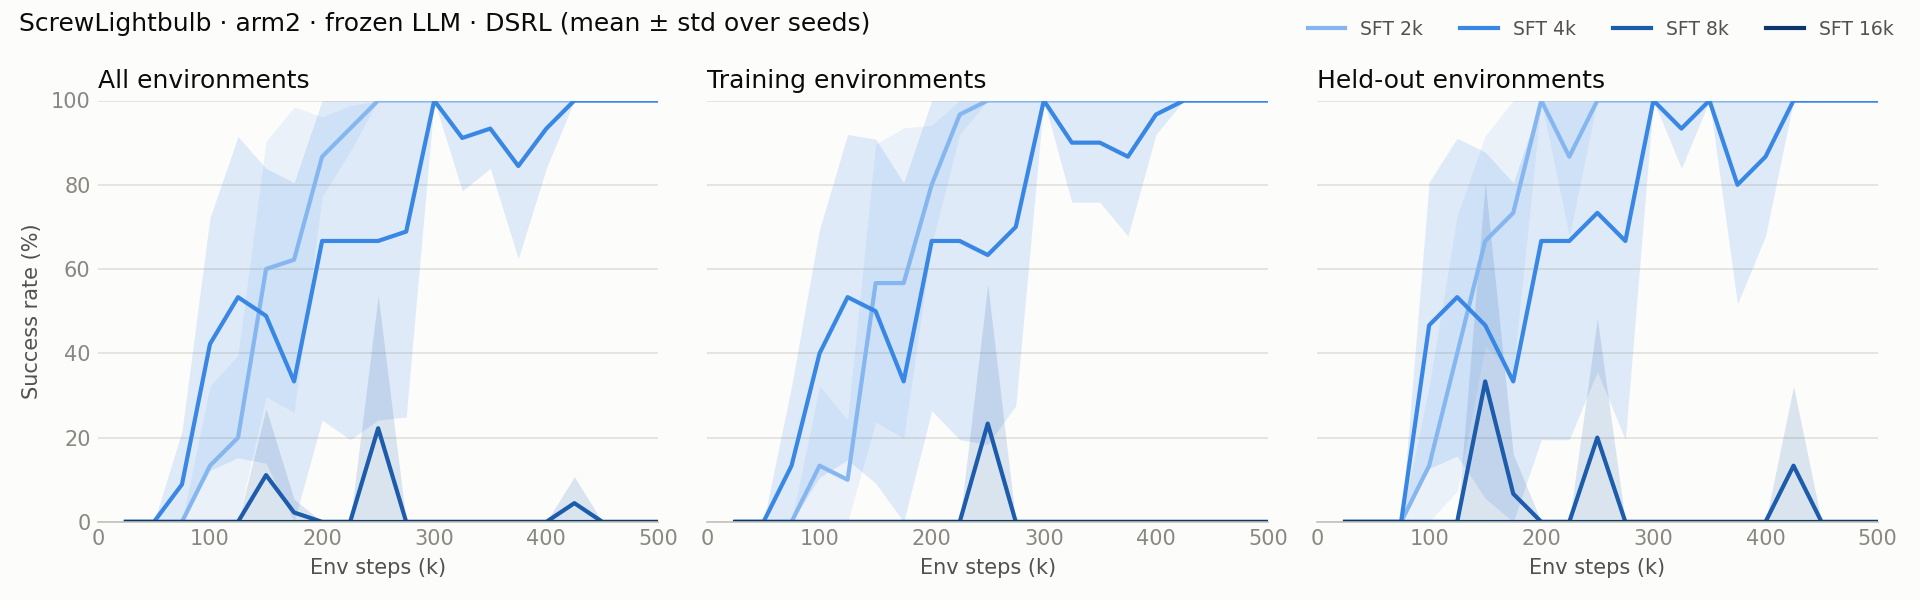 ScrewLightbulb · arm2 · frozen LLM · DSRL (mean ± std over seeds)
SFT 2k SFT 4k SFT 8k SFT 16k
All environments
Training environments
Held-out environments
Success rate (%)
100
80
60
40
20
0
0 100 200 300 400 500
0 100 200 300 400 500
0 100 200 300 400 500
Env steps (k)
Env steps (k)
Env steps (k)